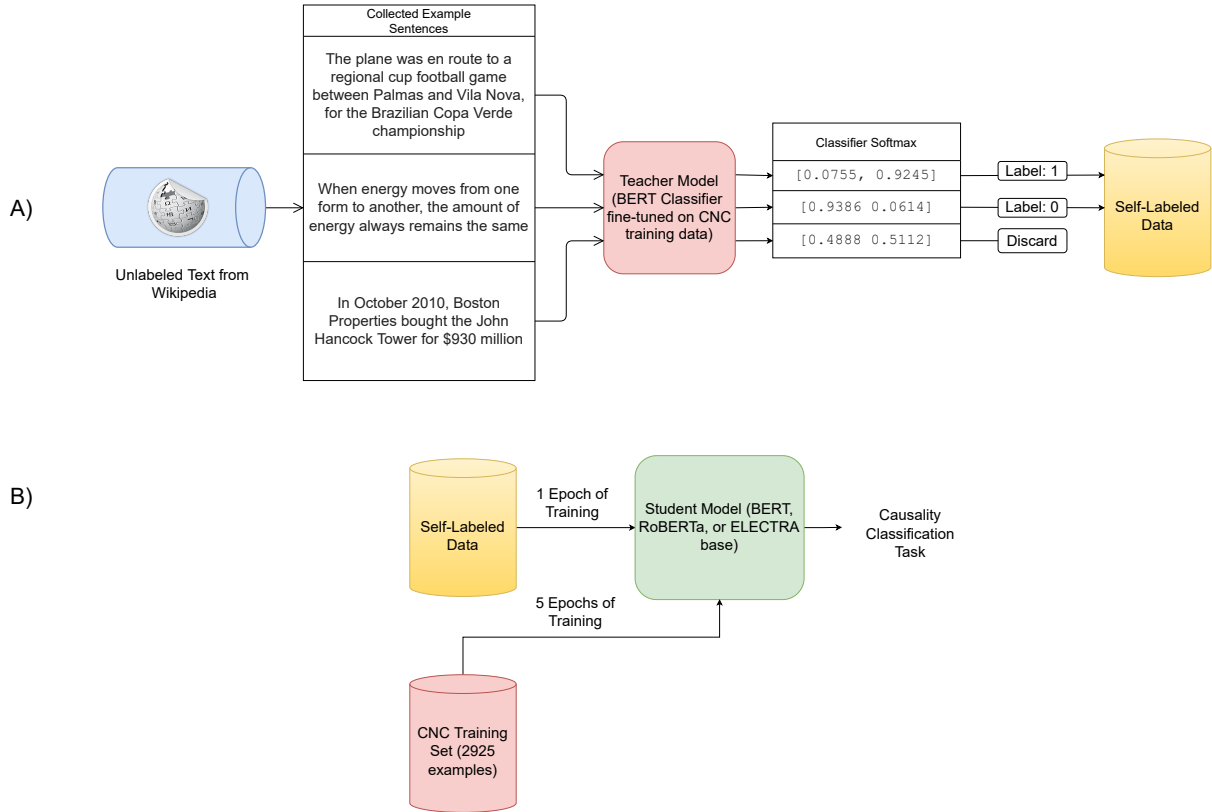 A)
Unlabeled Text from
Wikipedia
Collected Example
Sentences
The plane was en route to a
regional cup football game
between Palmas and Vila Nova,
for the Brazilian Copa Verde
championship
When energy moves from one
form to another, the amount of
energy always remains the same
In October 2010, Boston
Properties bought the John
Hancock Tower for $930 million
Teacher Model
(BERT Classifier
fine-tuned on CNC
training data)
Classifier Softmax
[0.0755, 0.9245]
[0.9386 0.0614]
[0.4888 0.5112]
Label: 1
Label: 0
Discard
Self-Labeled
Data
B)
Self-Labeled
Data
1 Epoch of
Training
Student Model (BERT,
RoBERTa, or ELECTRA
base)
Causality
Classification
Task
5 Epochs of
Training
CNC Training
Set (2925
examples)